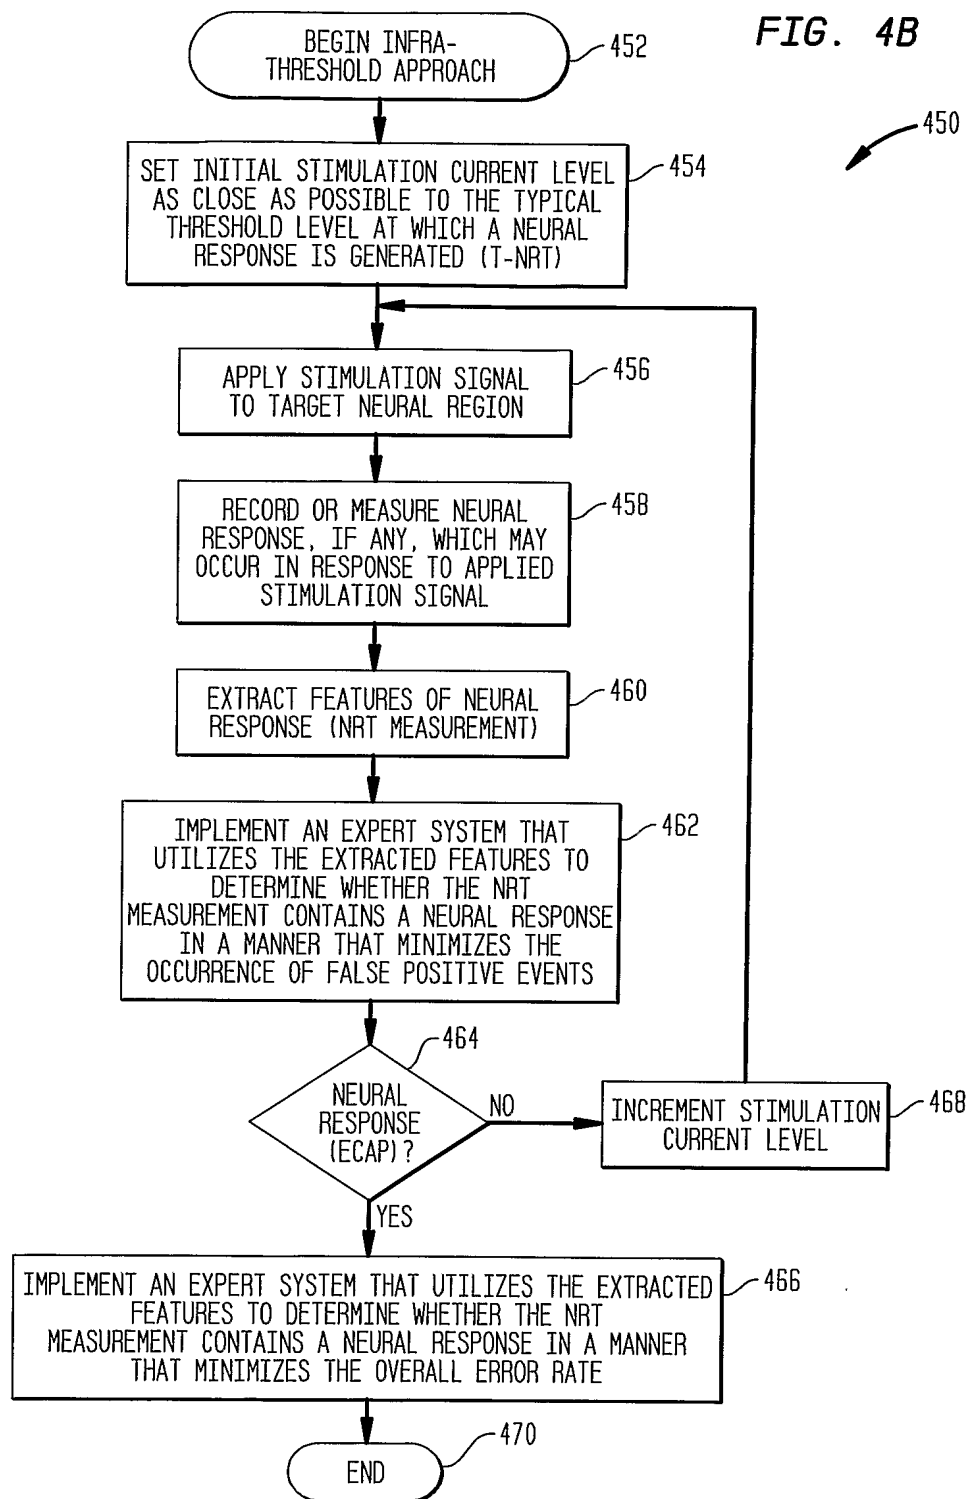 FIG. 4B
BEGIN INFRA-
THRESHOLD APPROACH
452
450
SET INITIAL STIMULATION CURRENT LEVEL
AS CLOSE AS POSSIBLE TO THE TYPICAL
THRESHOLD LEVEL AT WHICH A NEURAL
RESPONSE IS GENERATED (T-NRT)
454
APPLY STIMULATION SIGNAL
TO TARGET NEURAL REGION
456
RECORD OR MEASURE NEURAL
RESPONSE, IF ANY, WHICH MAY
OCCUR IN RESPONSE TO APPLIED
STIMULATION SIGNAL
458
EXTRACT FEATURES OF NEURAL
RESPONSE (NRT MEASUREMENT)
460
IMPLEMENT AN EXPERT SYSTEM THAT
UTILIZES THE EXTRACTED FEATURES TO
DETERMINE WHETHER THE NRT
MEASUREMENT CONTAINS A NEURAL RESPONSE
IN A MANNER THAT MINIMIZES THE
OCCURRENCE OF FALSE POSITIVE EVENTS
462
NEURAL
RESPONSE
(ECAP)?
464
NO
INCREMENT STIMULATION
CURRENT LEVEL
468
YES
IMPLEMENT AN EXPERT SYSTEM THAT UTILIZES THE EXTRACTED
FEATURES TO DETERMINE WHETHER THE NRT
MEASUREMENT CONTAINS A NEURAL RESPONSE IN A MANNER
THAT MINIMIZES THE OVERALL ERROR RATE
466
END
470